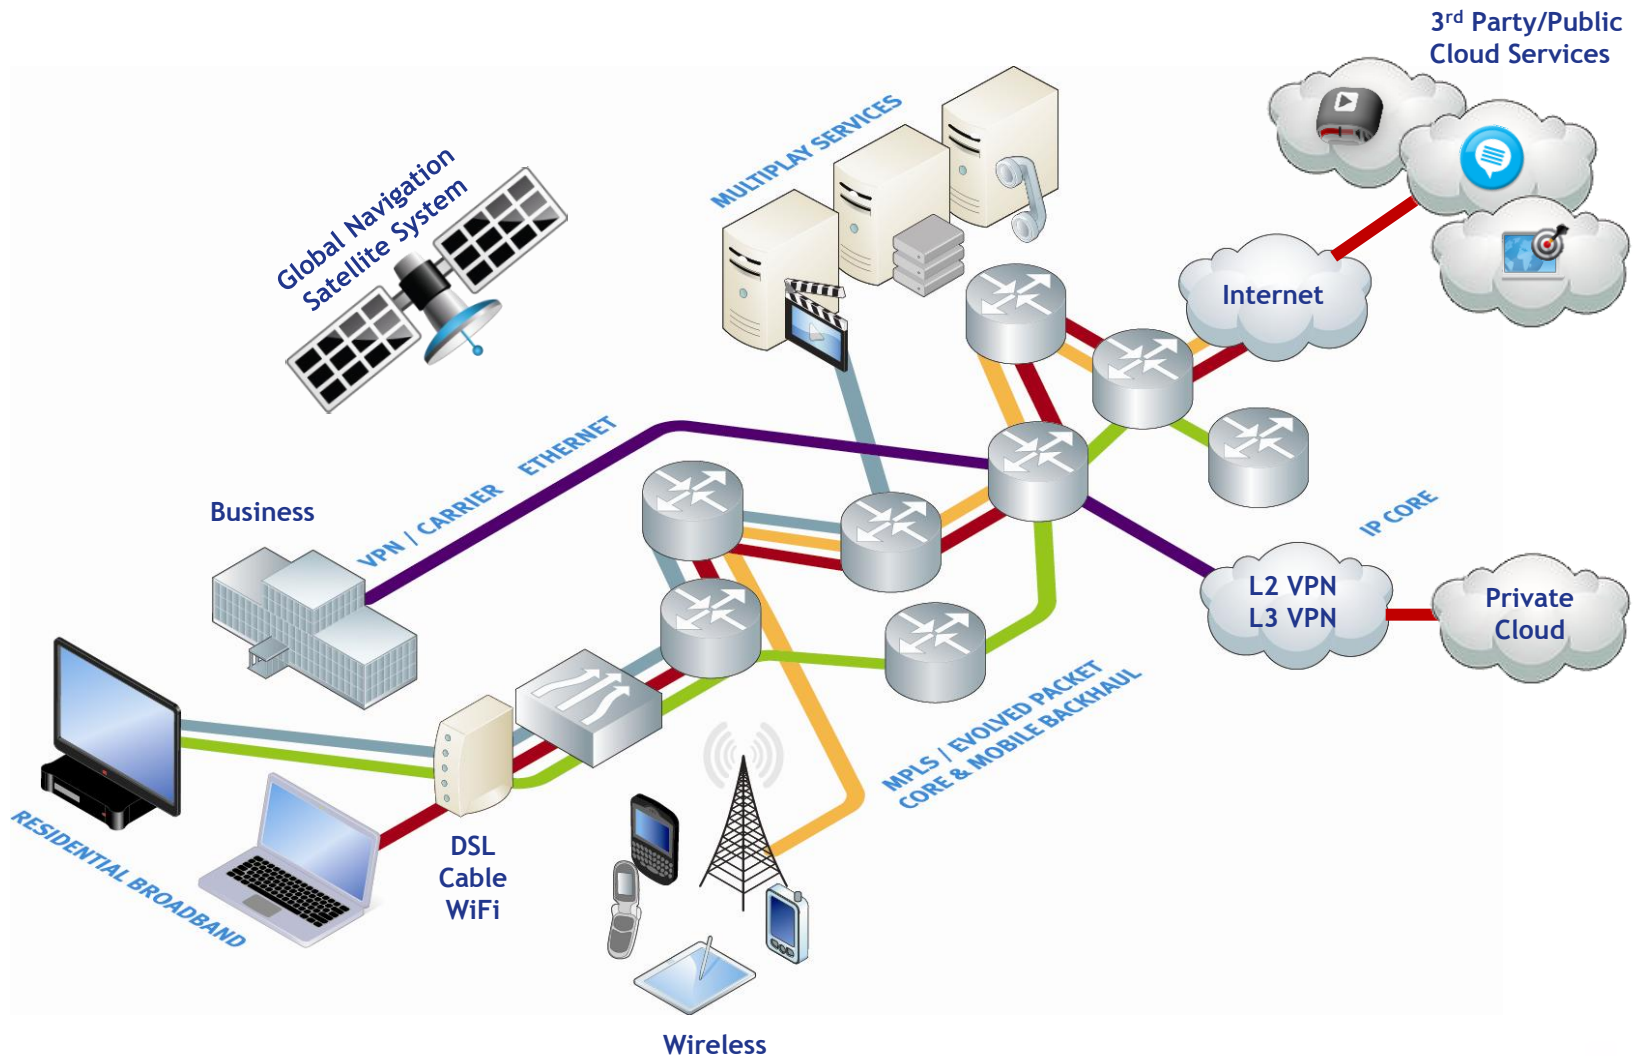 3rd Party/Public
Cloud Services
MULTIPLAY SERVICES
Global Navigation
Satellite System
Internet
VPN / CARRIER ETHERNET
Business
IP CORE
L2 VPN
L3 VPN
Private
Cloud
MPLS / EVOLVED PACKET
CORE & MOBILE BACKHAUL
RESIDENTIAL BROADBAND
DSL
Cable
WiFi
Wireless